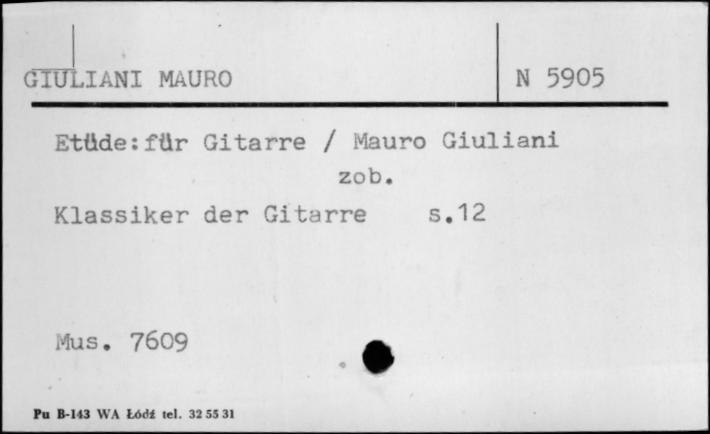 GIULIANI MAURO N 5905
Etüde:für Gitarre / Mauro Giuliani
zob.
Klassiker der Gitarre s.12
Mus. 7609
Pu B-143 WA Łódź tel. 32 55 31